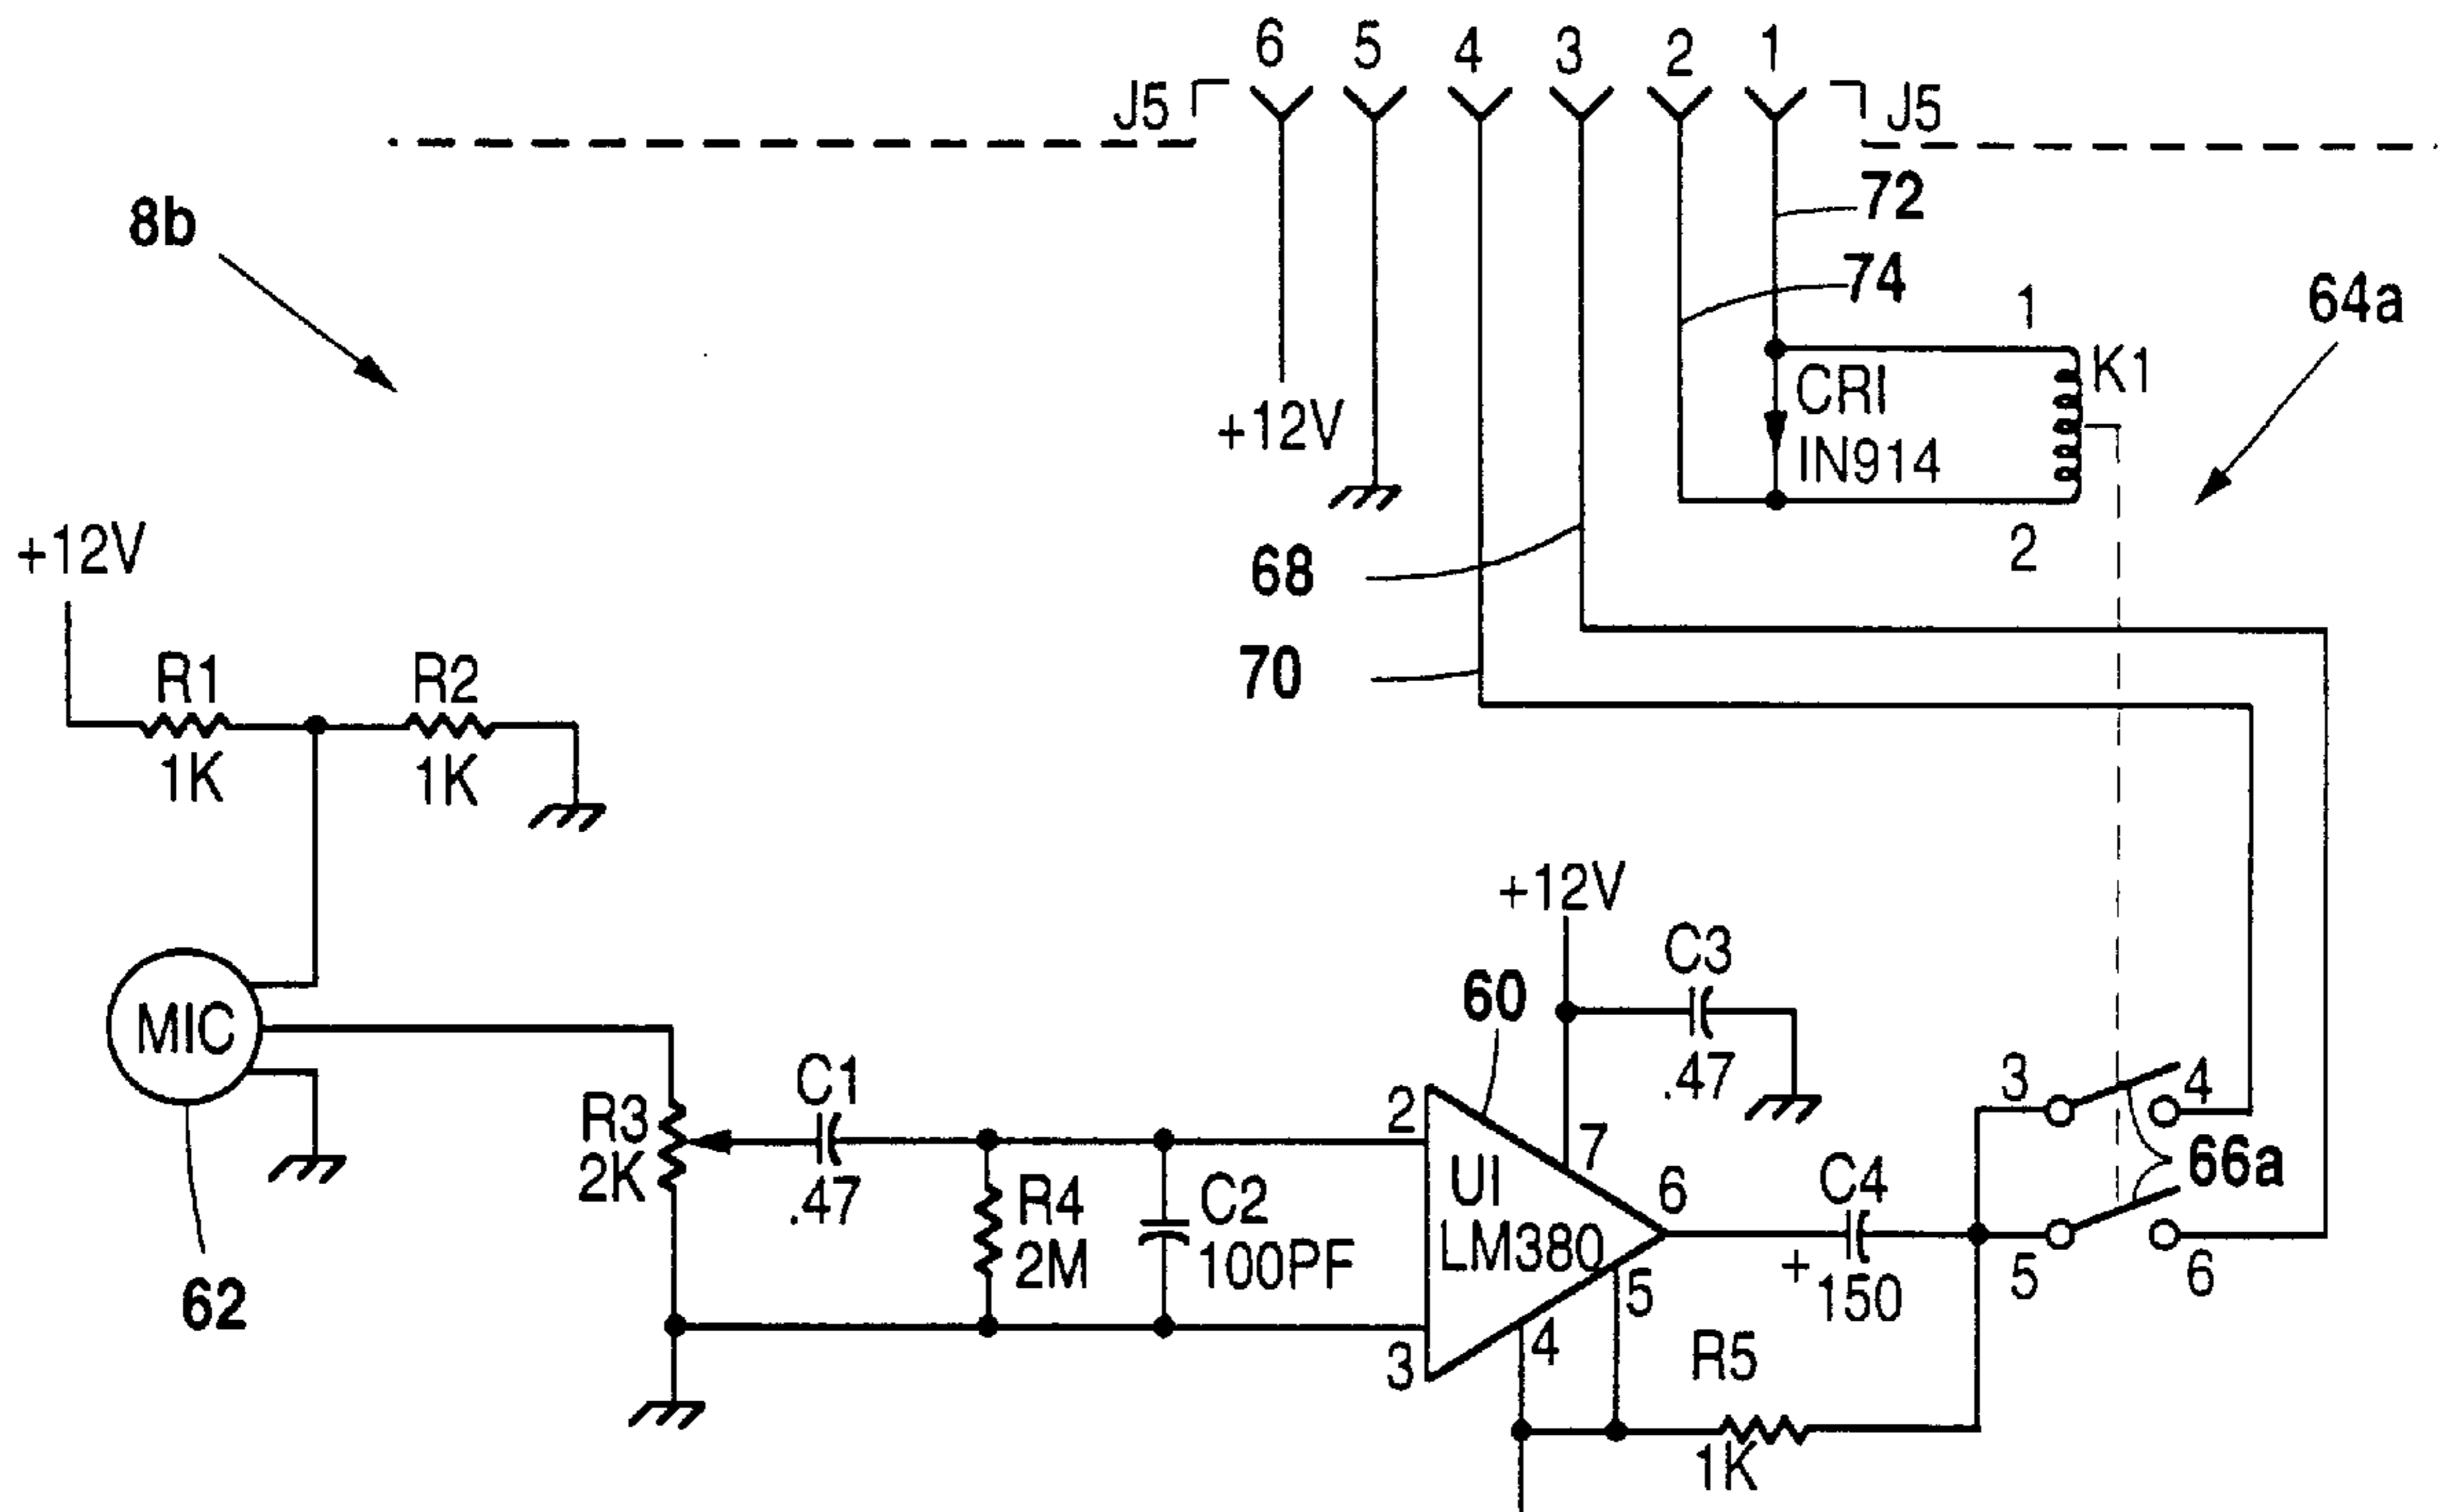 6 5 4 3 2 1
J5 J5
8b
72
74
64a
1
K1
CRI
IN914
+12V
2
+12V
68
70
R1 R2
1K 1K
+12V
C3
60
.47
MIC
62
R3
2K
C1
.47
R4
2M
C2
100PF
2
3
UI
LM380
7
6
5
4
C4
+
150
3 4
66a
5 6
R5
1K